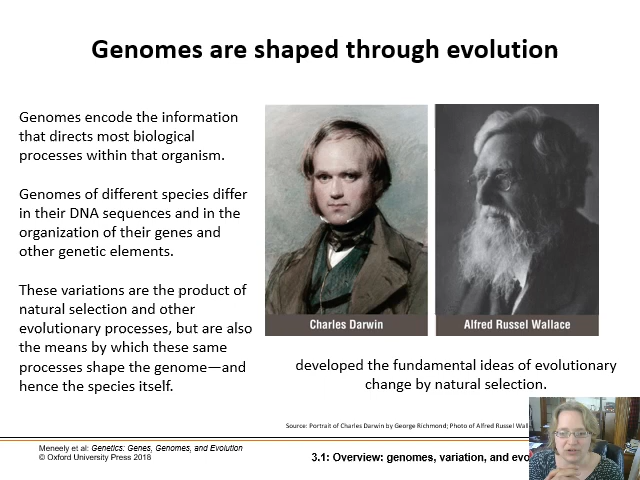 Genomes are shaped through evolution
Genomes encode the information
that directs most biological
processes within that organism.
Genomes of different species differ
in their DNA sequences and in the
organization of their genes and
other genetic elements.
These variations are the product of
natural selection and other
evolutionary processes, but are also
the means by which these same
processes shape the genome—and
hence the species itself.
Charles Darwin
Alfred Russel Wallace
developed the fundamental ideas of evolutionary
change by natural selection.
Source: Portrait of Charles Darwin by George Richmond; Photo of Alfred Russel
Meneely et al: Genetics: Genes, Genomes, and Evolution
© Oxford University Press 2018
3.1: Overview: genomes, variation, and